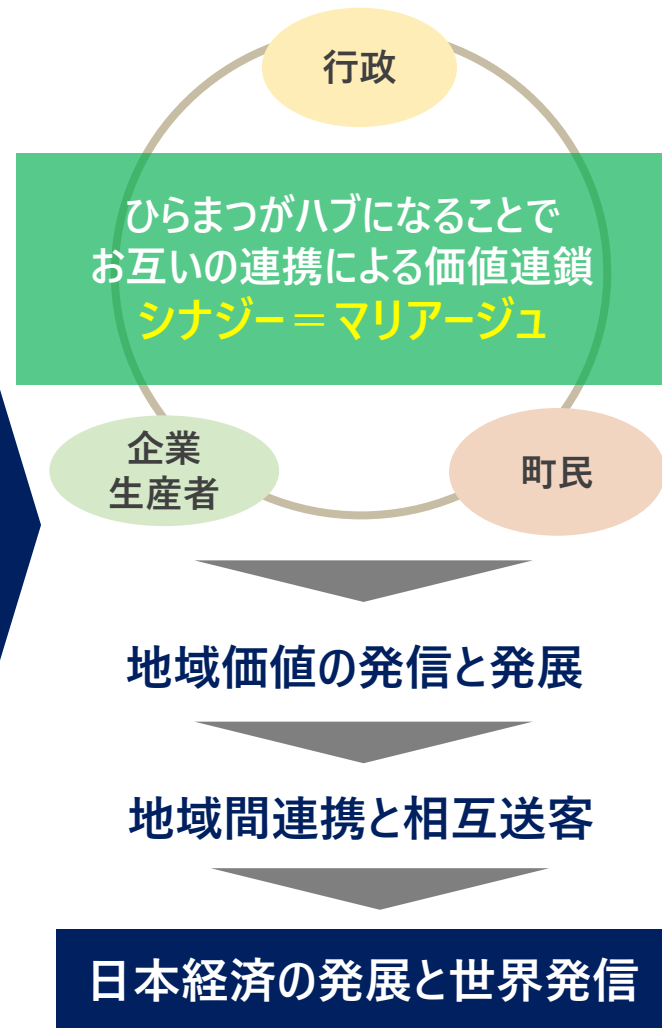 行政
ひらまつがハブになることで
お互いの連携による価値連鎖
シナジー＝マリアージュ
企業
生産者
町民
地域価値の発信と発展
地域間連携と相互送客
日本経済の発展と世界発信